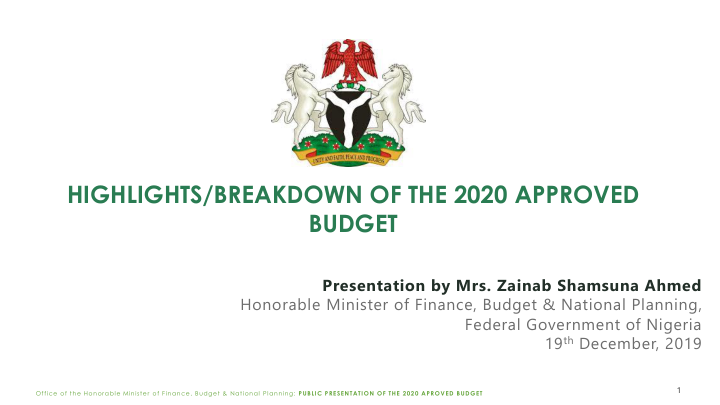 UNITY AND FAITH, PEACE AND PROGRESS
HIGHLIGHTS/BREAKDOWN OF THE 2020 APPROVED
BUDGET
Presentation by Mrs. Zainab Shamsuna Ahmed
Honorable Minister of Finance, Budget & National Planning,
Federal Government of Nigeria
19th December, 2019
Office of the Honorable Minister of Finance, Budget & National Planning: PUBLIC PRESENTATION OF THE 2020 APROVED BUDGET
1